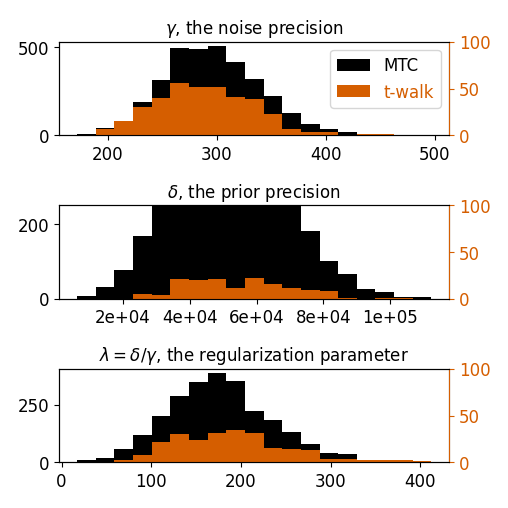 γ, the noise precision
500
0
100
50
0
MTC
t-walk
200
300
400
500
δ, the prior precision
200
0
100
50
0
2e+04
4e+04
6e+04
8e+04
1e+05
λ = δ/γ, the regularization parameter
250
0
100
50
0
0
100
200
300
400